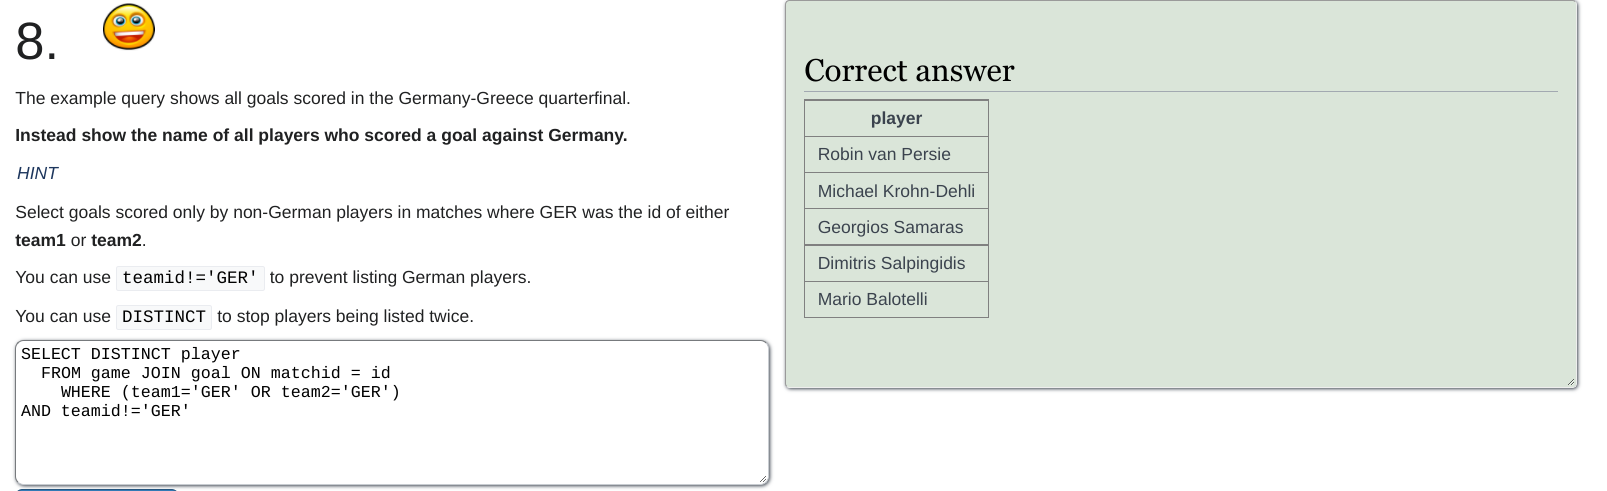 8.
The example query shows all goals scored in the Germany-Greece quarterfinal.
Instead show the name of all players who scored a goal against Germany.
HINT
Select goals scored only by non-German players in matches where GER was the id of either
team1 or team2.
You can use teamid!='GER' to prevent listing German players.
You can use DISTINCT to stop players being listed twice.
SELECT DISTINCT player
FROM game JOIN goal ON matchid = id
WHERE (team1='GER' OR team2='GER')
AND teamid!='GER'
Correct answer
player
Robin van Persie
Michael Krohn-Dehli
Georgios Samaras
Dimitris Salpingidis
Mario Balotelli